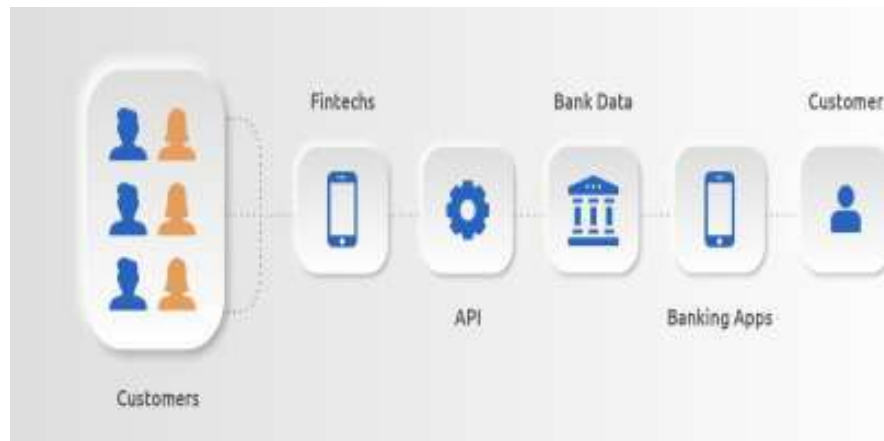 Fintechs
Bank Data
Customer
API
Banking Apps
Customers